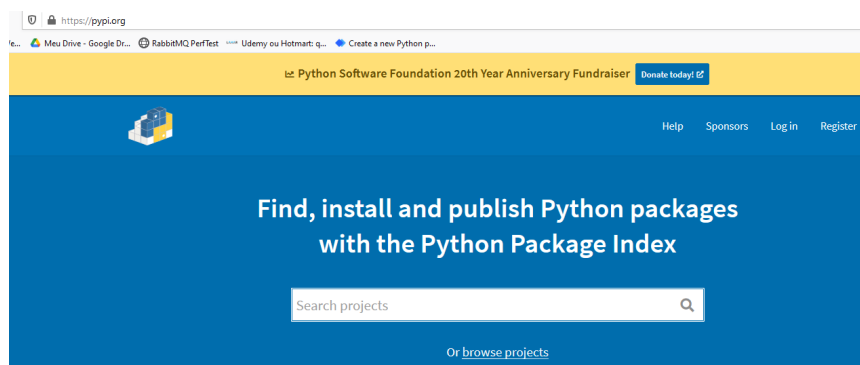 https://pypi.org
Meu Drive - Google Dr... RabbitMQ PerfTest Udemy ou Hotmart: q... Create a new Python p...
Python Software Foundation 20th Year Anniversary Fundraiser Donate today!
Help Sponsors Log in Register
Find, install and publish Python packages
with the Python Package Index
Search projects
Or browse projects